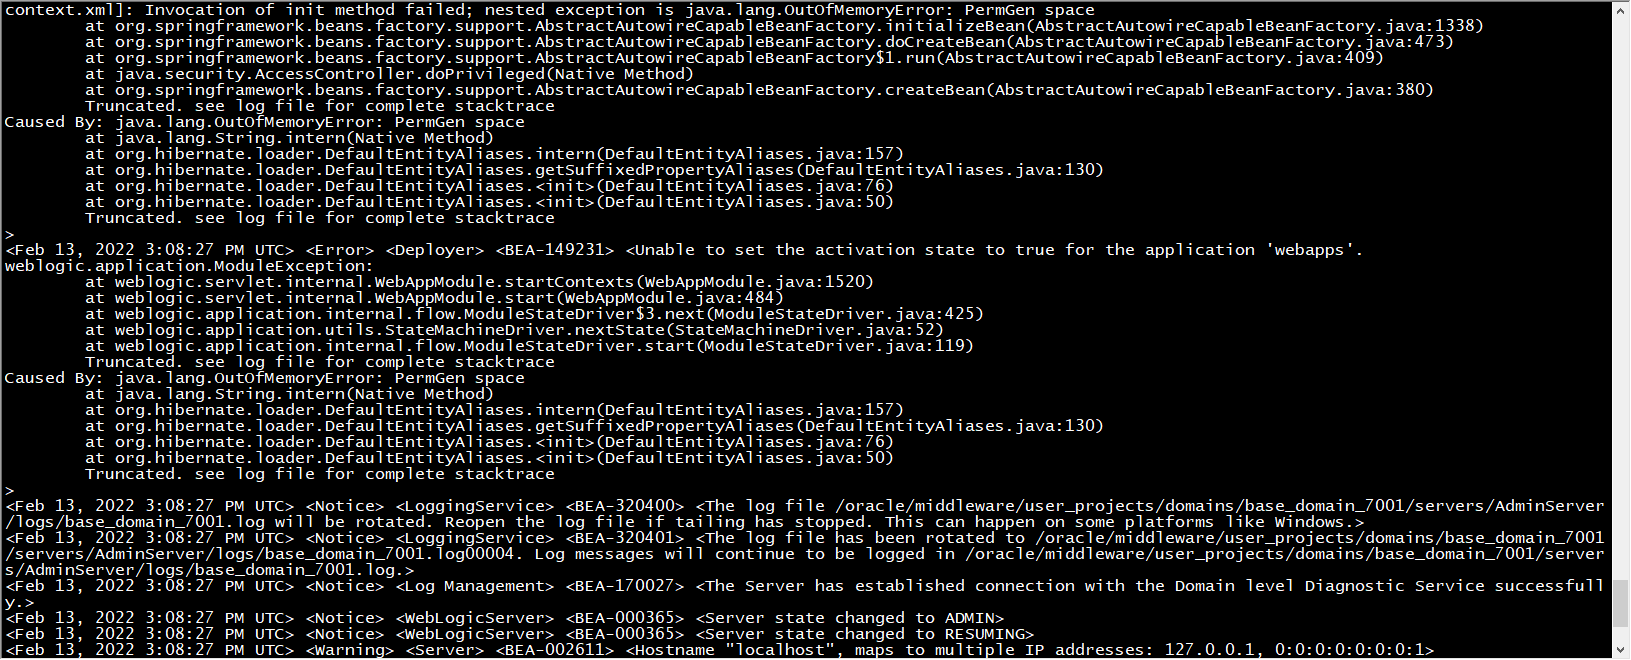 context.xml]: Invocation of init method failed; nested exception is java.lang.OutOfMemoryError: PermGen space
at org.springframework.beans.factory.support.AbstractAutowireCapableBeanFactory.initializeBean(AbstractAutowireCapableBeanFactory.java:1338)
at org.springframework.beans.factory.support.AbstractAutowireCapableBeanFactory.doCreateBean(AbstractAutowireCapableBeanFactory.java:473)
at org.springframework.beans.factory.support.AbstractAutowireCapableBeanFactory$1.run(AbstractAutowireCapableBeanFactory.java:409)
at java.security.AccessController.doPrivileged(Native Method)
at org.springframework.beans.factory.support.AbstractAutowireCapableBeanFactory.createBean(AbstractAutowireCapableBeanFactory.java:380)
Truncated. see log file for complete stacktrace
Caused By: java.lang.OutOfMemoryError: PermGen space
at java.lang.String.intern(Native Method)
at org.hibernate.loader.DefaultEntityAliases.intern(DefaultEntityAliases.java:157)
at org.hibernate.loader.DefaultEntityAliases.getSuffixedPropertyAliases(DefaultEntityAliases.java:130)
at org.hibernate.loader.DefaultEntityAliases.<init>(DefaultEntityAliases.java:76)
at org.hibernate.loader.DefaultEntityAliases.<init>(DefaultEntityAliases.java:50)
Truncated. see log file for complete stacktrace
>
<Feb 13, 2022 3:08:27 PM UTC> <Error> <Deployer> <BEA-149231> <Unable to set the activation state to true for the application 'webapps'.
weblogic.application.ModuleException:
at weblogic.servlet.internal.WebAppModule.startContexts(WebAppModule.java:1520)
at weblogic.servlet.internal.WebAppModule.start(WebAppModule.java:484)
at weblogic.application.internal.flow.ModuleStateDriver$3.next(ModuleStateDriver.java:425)
at weblogic.application.utils.StateMachineDriver.nextState(StateMachineDriver.java:52)
at weblogic.application.internal.flow.ModuleStateDriver.start(ModuleStateDriver.java:119)
Truncated. see log file for complete stacktrace
Caused By: java.lang.OutOfMemoryError: PermGen space
at java.lang.String.intern(Native Method)
at org.hibernate.loader.DefaultEntityAliases.intern(DefaultEntityAliases.java:157)
at org.hibernate.loader.DefaultEntityAliases.getSuffixedPropertyAliases(DefaultEntityAliases.java:130)
at org.hibernate.loader.DefaultEntityAliases.<init>(DefaultEntityAliases.java:76)
at org.hibernate.loader.DefaultEntityAliases.<init>(DefaultEntityAliases.java:50)
Truncated. see log file for complete stacktrace
>
<Feb 13, 2022 3:08:27 PM UTC> <Notice> <LoggingService> <BEA-320400> <The log file /oracle/middleware/user_projects/domains/base_domain_7001/servers/AdminServer
/logs/base_domain_7001.log will be rotated. Reopen the log file if tailing has stopped. This can happen on some platforms like Windows.>
<Feb 13, 2022 3:08:27 PM UTC> <Notice> <LoggingService> <BEA-320401> <The log file has been rotated to /oracle/middleware/user_projects/domains/base_domain_7001
/servers/AdminServer/logs/base_domain_7001.log00004. Log messages will continue to be logged in /oracle/middleware/user_projects/domains/base_domain_7001/server
s/AdminServer/logs/base_domain_7001.log.>
<Feb 13, 2022 3:08:27 PM UTC> <Notice> <Log Management> <BEA-170027> <The Server has established connection with the Domain level Diagnostic Service successfull
y.>
<Feb 13, 2022 3:08:27 PM UTC> <Notice> <WebLogicServer> <BEA-000365> <Server state changed to ADMIN>
<Feb 13, 2022 3:08:27 PM UTC> <Notice> <WebLogicServer> <BEA-000365> <Server state changed to RESUMING>
<Feb 13, 2022 3:08:27 PM UTC> <Warning> <Server> <BEA-002611> <Hostname "localhost", maps to multiple IP addresses: 127.0.0.1, 0:0:0:0:0:0:0:1>